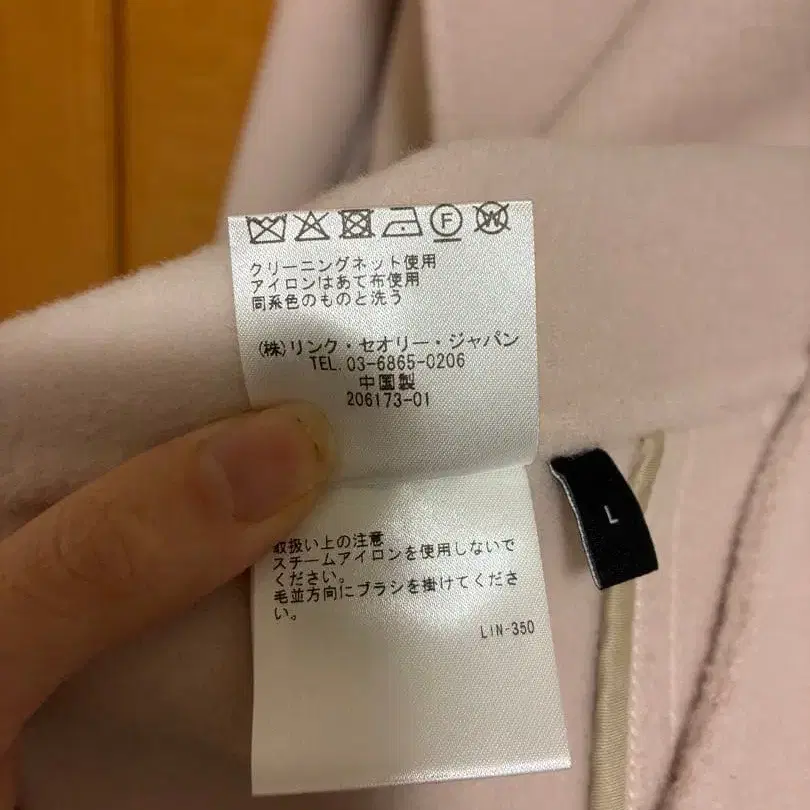 F
W
クリーニングネット使用
アイロンはあて布使用
同系色のものと洗う
(株)リンク・セオリー・ジャパン
TEL.03-6865-0206
中国製
206173-01
L
取扱い上の注意
スチームアイロンを使用しないで
ください。
毛並方向にブラシを掛けてくださ
い。
LIN-350